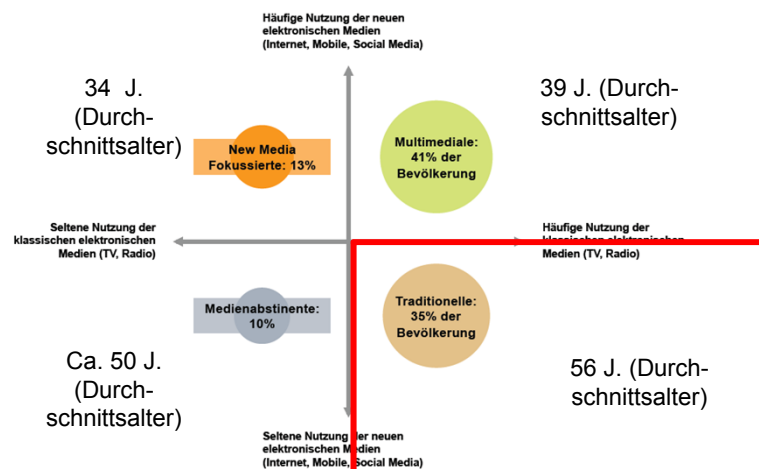 Häufige Nutzung der neuen
elektronischen Medien
(Internet, Mobile, Social Media)
34 J.
(Durch-
schnittsalter)
39 J. (Durch-
schnittsalter)
New Media
Fokussierte: 13%
Multimediale:
41% der
Bevölkerung
Seltene Nutzung der
klassischen elektronischen
Medien (TV, Radio)
Häufige Nutzung der
klassischen elektronischen
Medien (TV, Radio)
Medienabstinente:
10%
Traditionelle:
35% der
Bevölkerung
Ca. 50 J.
(Durch-
schnittsalter)
56 J. (Durch-
schnittsalter)
Seltene Nutzung der neuen
elektronischen Medien
(Internet, Mobile, Social Media)